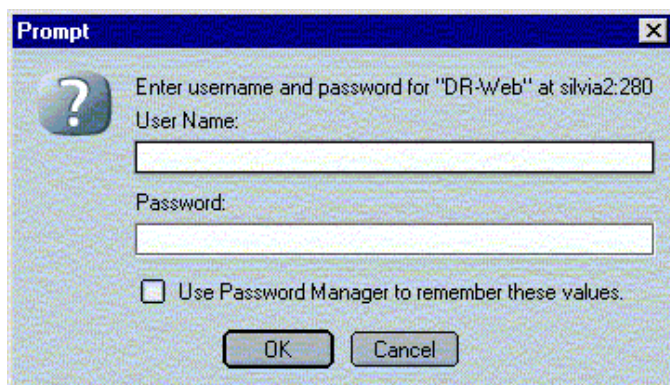 Prompt
Enter username and password for "DR-Web" at silvia2:280
User Name:
Password:
Use Password Manager to remember these values.
OK Cancel